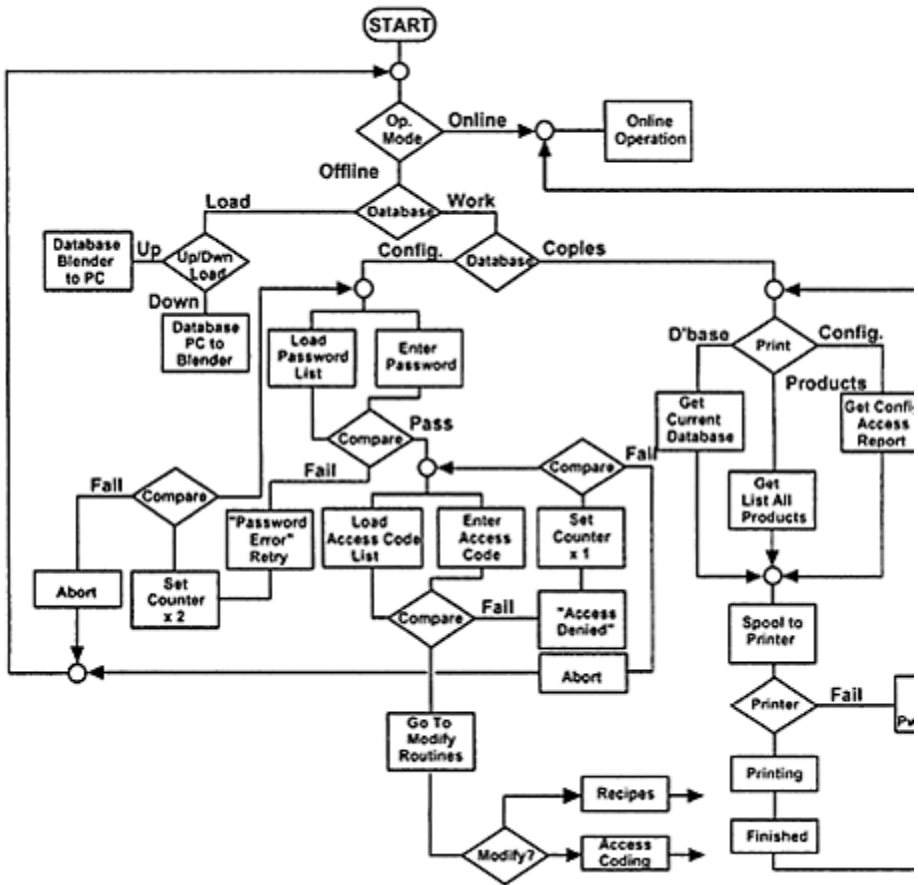 START
Op.
Mode
Online
Online
Operation
Offline
Load
Database
Work
Database
Blender
to PC
Up
Up/Dwn
Load
Config.
Database
Copies
Down
Database
PC to
Blender
Load
Password
List
Enter
Password
D'base
Print
Config.
Products
Get
Current
Database
Get Config
Access
Report
Compare
Pass
Fail
Compare
Fail
Fail
Compare
Get
List All
Products
"Password
Error"
Retry
Load
Access Code
List
Enter
Access
Code
Set
Counter
x 1
Abort
Set
Counter
x 2
Compare
Fail
"Access
Denied"
Spool to
Printer
Abort
Printer
Fail
Go To
Modify
Routines
Printing
Recipes
Finished
Modify?
Access
Coding